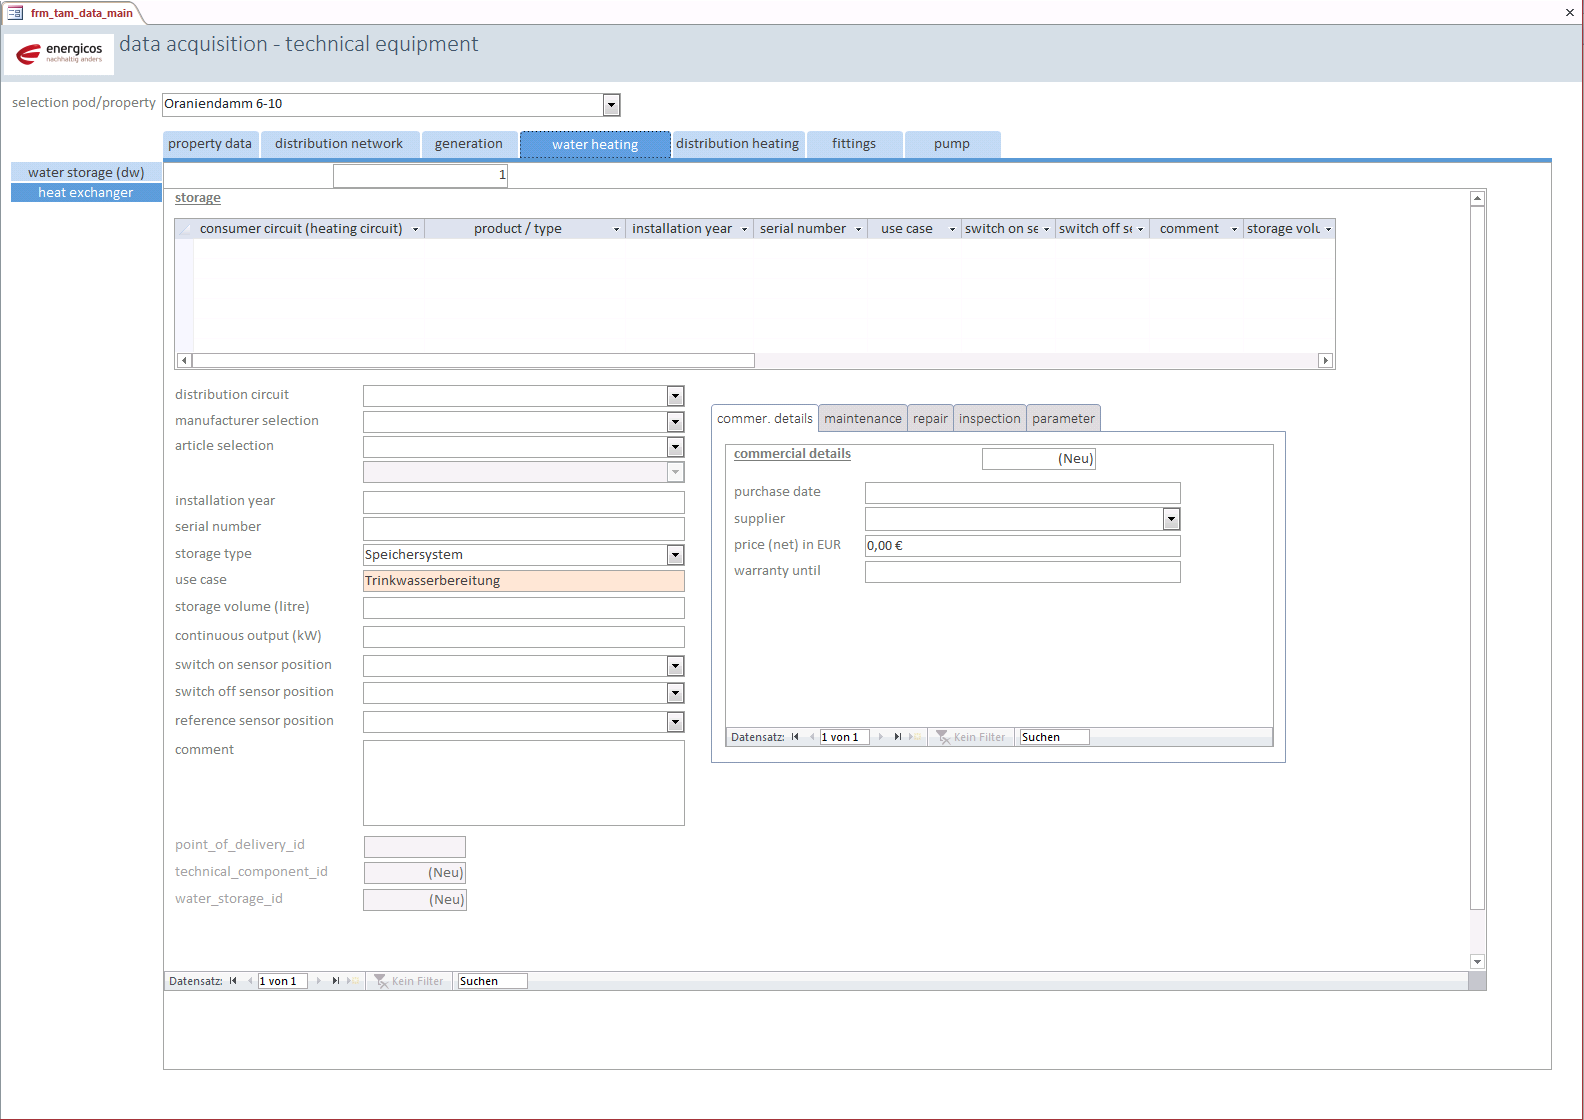 frm_tam_data_main
energicos
nachhaltig anders
data acquisition - technical equipment
selection pod/property Oraniendamm 6-10
property data distribution network generation water heating distribution heating fittings pump
water storage (dw)
heat exchanger
1
storage
consumer circuit (heating circuit) product / type installation year serial number use case switch on se switch off se comment storage volu
distribution circuit
manufacturer selection
article selection
installation year
serial number
storage type Speichersystem
use case Trinkwasserbereitung
storage volume (litre)
continuous output (kW)
switch on sensor position
switch off sensor position
reference sensor position
comment
point_of_delivery_id
technical_component_id (Neu)
water_storage_id (Neu)
commer. details maintenance repair inspection parameter
commercial details (Neu)
purchase date
supplier
price (net) in EUR 0,00 €
warranty until
Datensatz: 1 von 1 Kein Filter Suchen
Datensatz: 1 von 1 Kein Filter Suchen